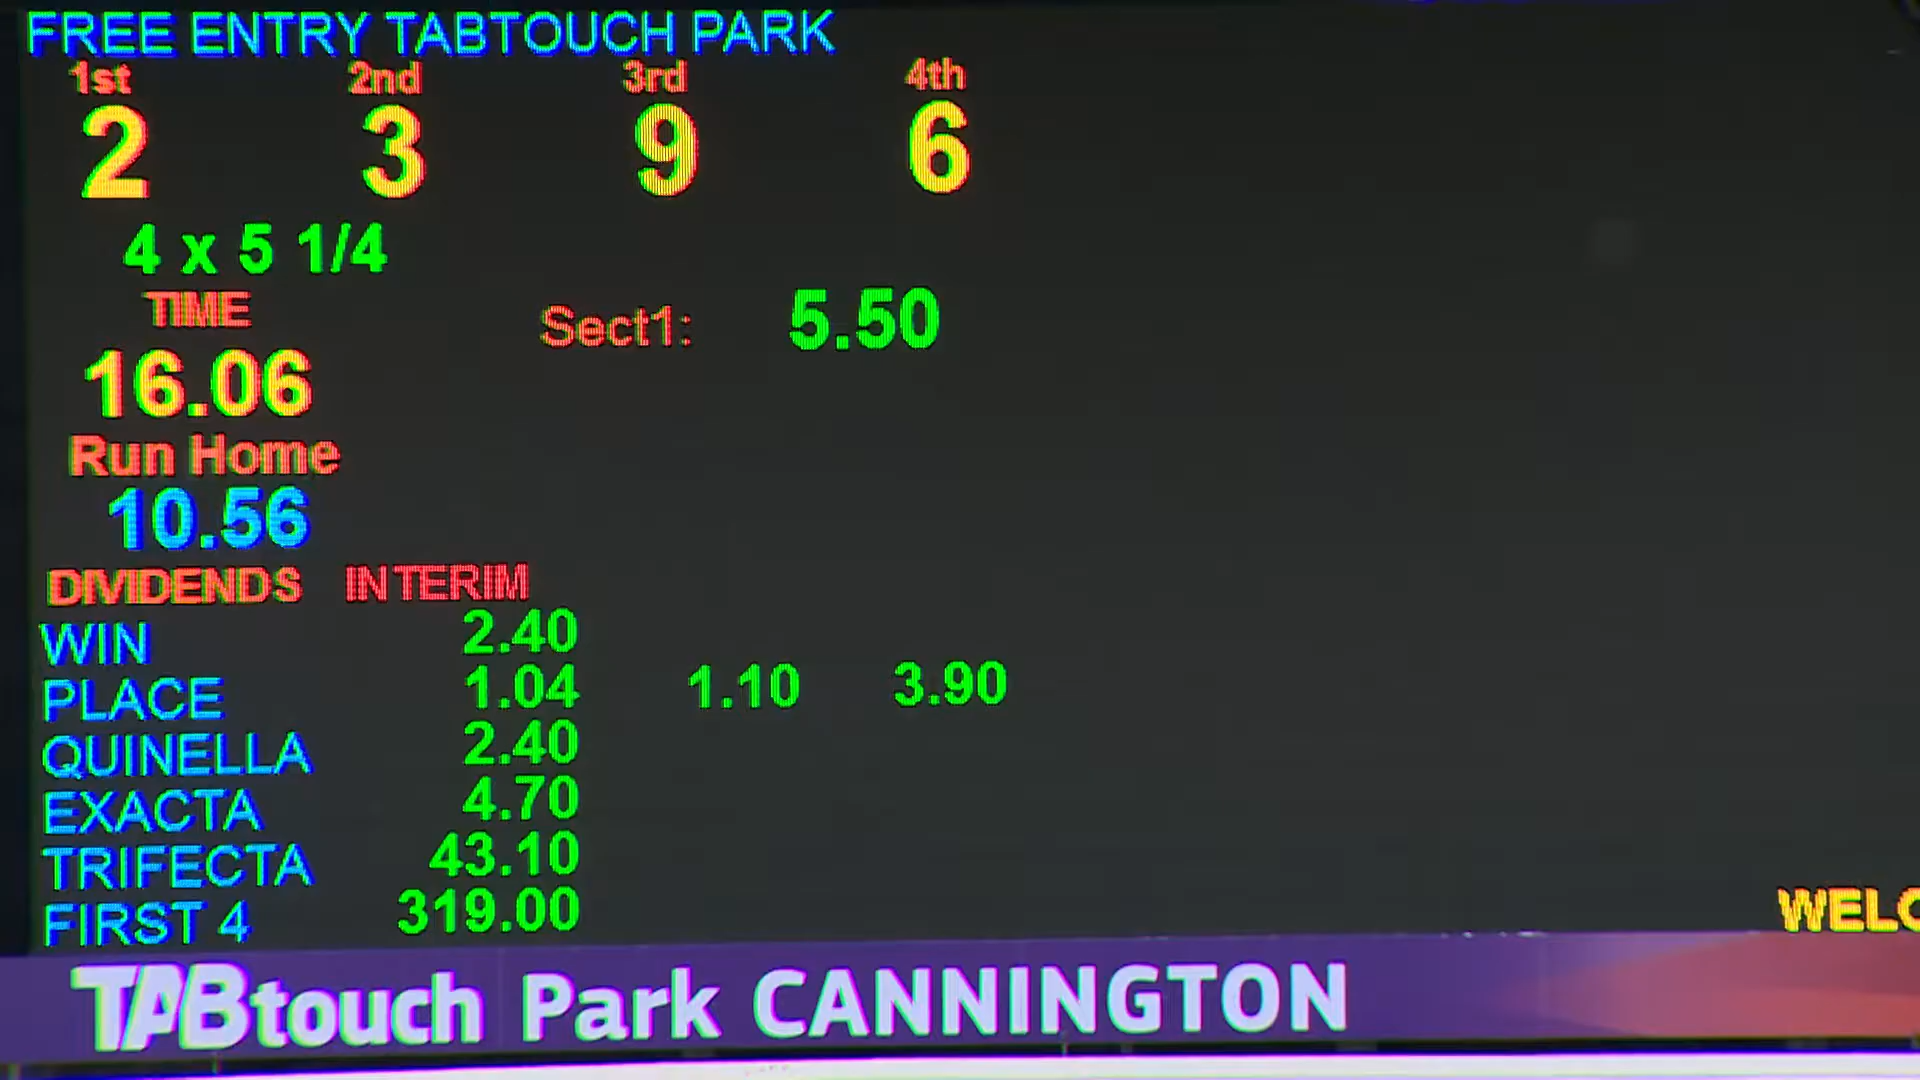 FREE ENTRY TABTOUCH PARK
1st 2nd 3rd 4th
2 3 9 6
4 x 5 1/4
TIME
Sect1: 5.50
16.06
Run Home
10.56
DIVIDENDS INTERIM
WIN 2.40
PLACE 1.04 1.10 3.90
QUINELLA 2.40
EXACTA 4.70
TRIFECTA 43.10
FIRST 4 319.00
WELC
TABtouch Park CANNINGTON